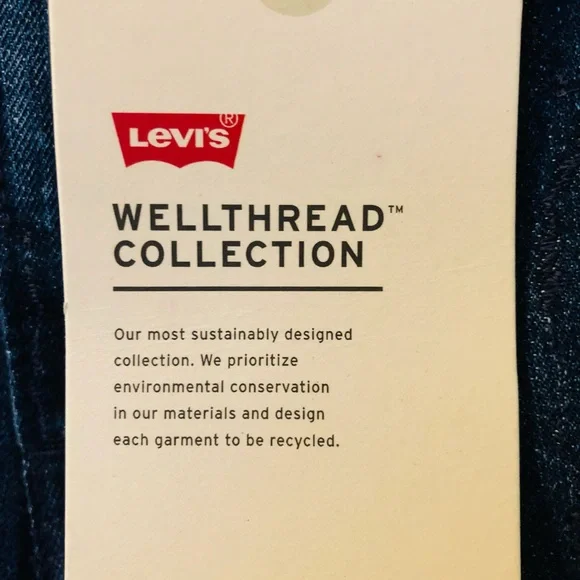 LEVI'S®
WELLTHREAD™
COLLECTION
Our most sustainably designed
collection. We prioritize
environmental conservation
in our materials and design
each garment to be recycled.